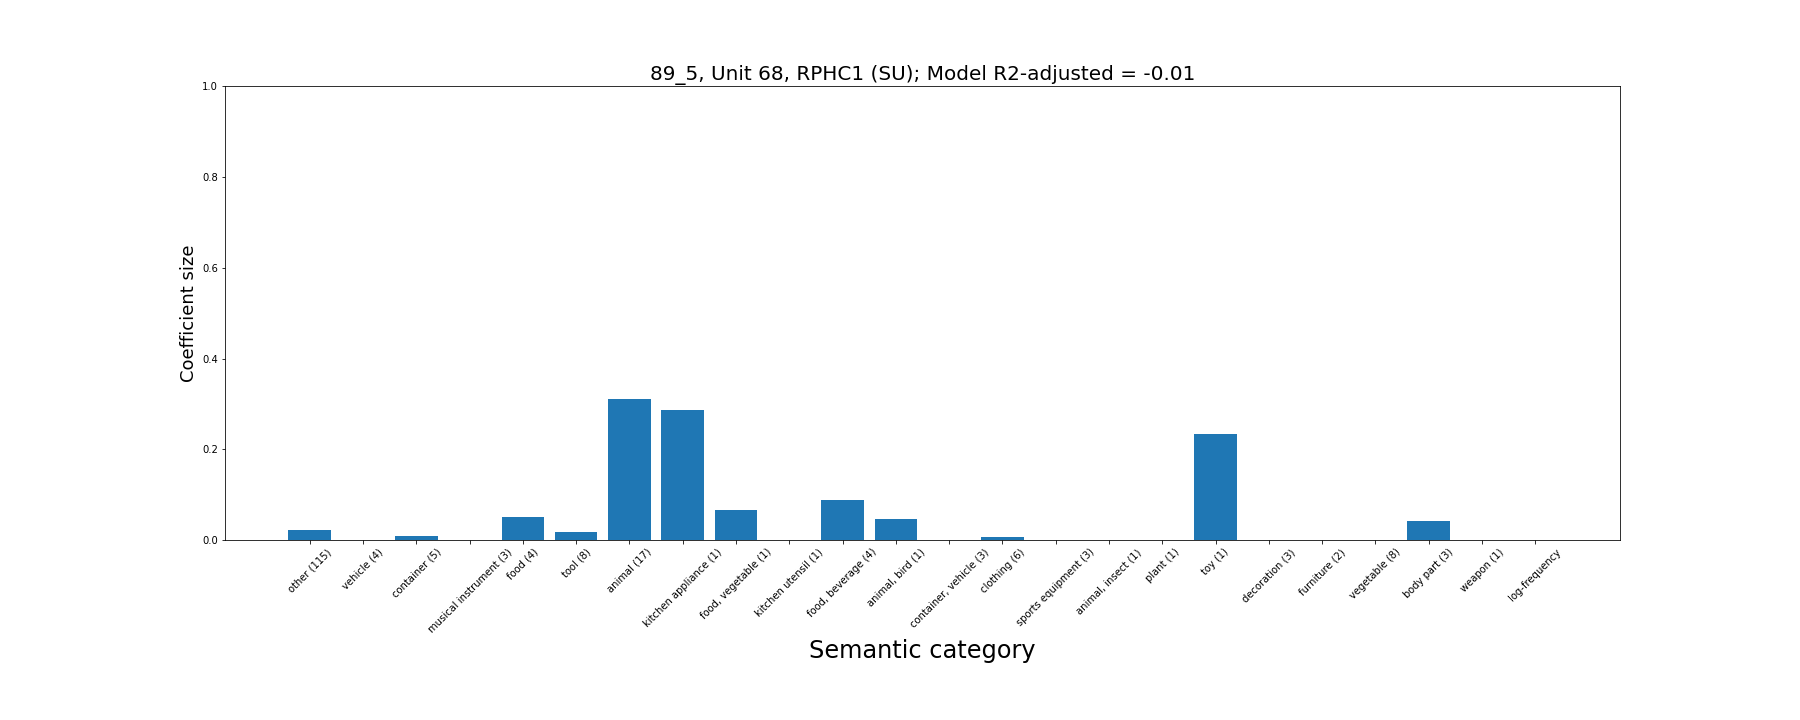 89_5, Unit 68, RPHC1 (SU); Model R2-adjusted = -0.01
Coefficient size
1.0
0.8
0.6
0.4
0.2
0.0
other (115)
vehicle (4)
container (5)
musical instrument (3)
food (4)
tool (8)
animal (17)
kitchen appliance (1)
food, vegetable (1)
kitchen utensil (1)
food, beverage (4)
animal, bird (1)
container, vehicle (3)
clothing (6)
sports equipment (3)
animal, insect (1)
plant (1)
toy (1)
decoration (3)
furniture (2)
vegetable (8)
body part (3)
weapon (1)
log-frequency
Semantic category